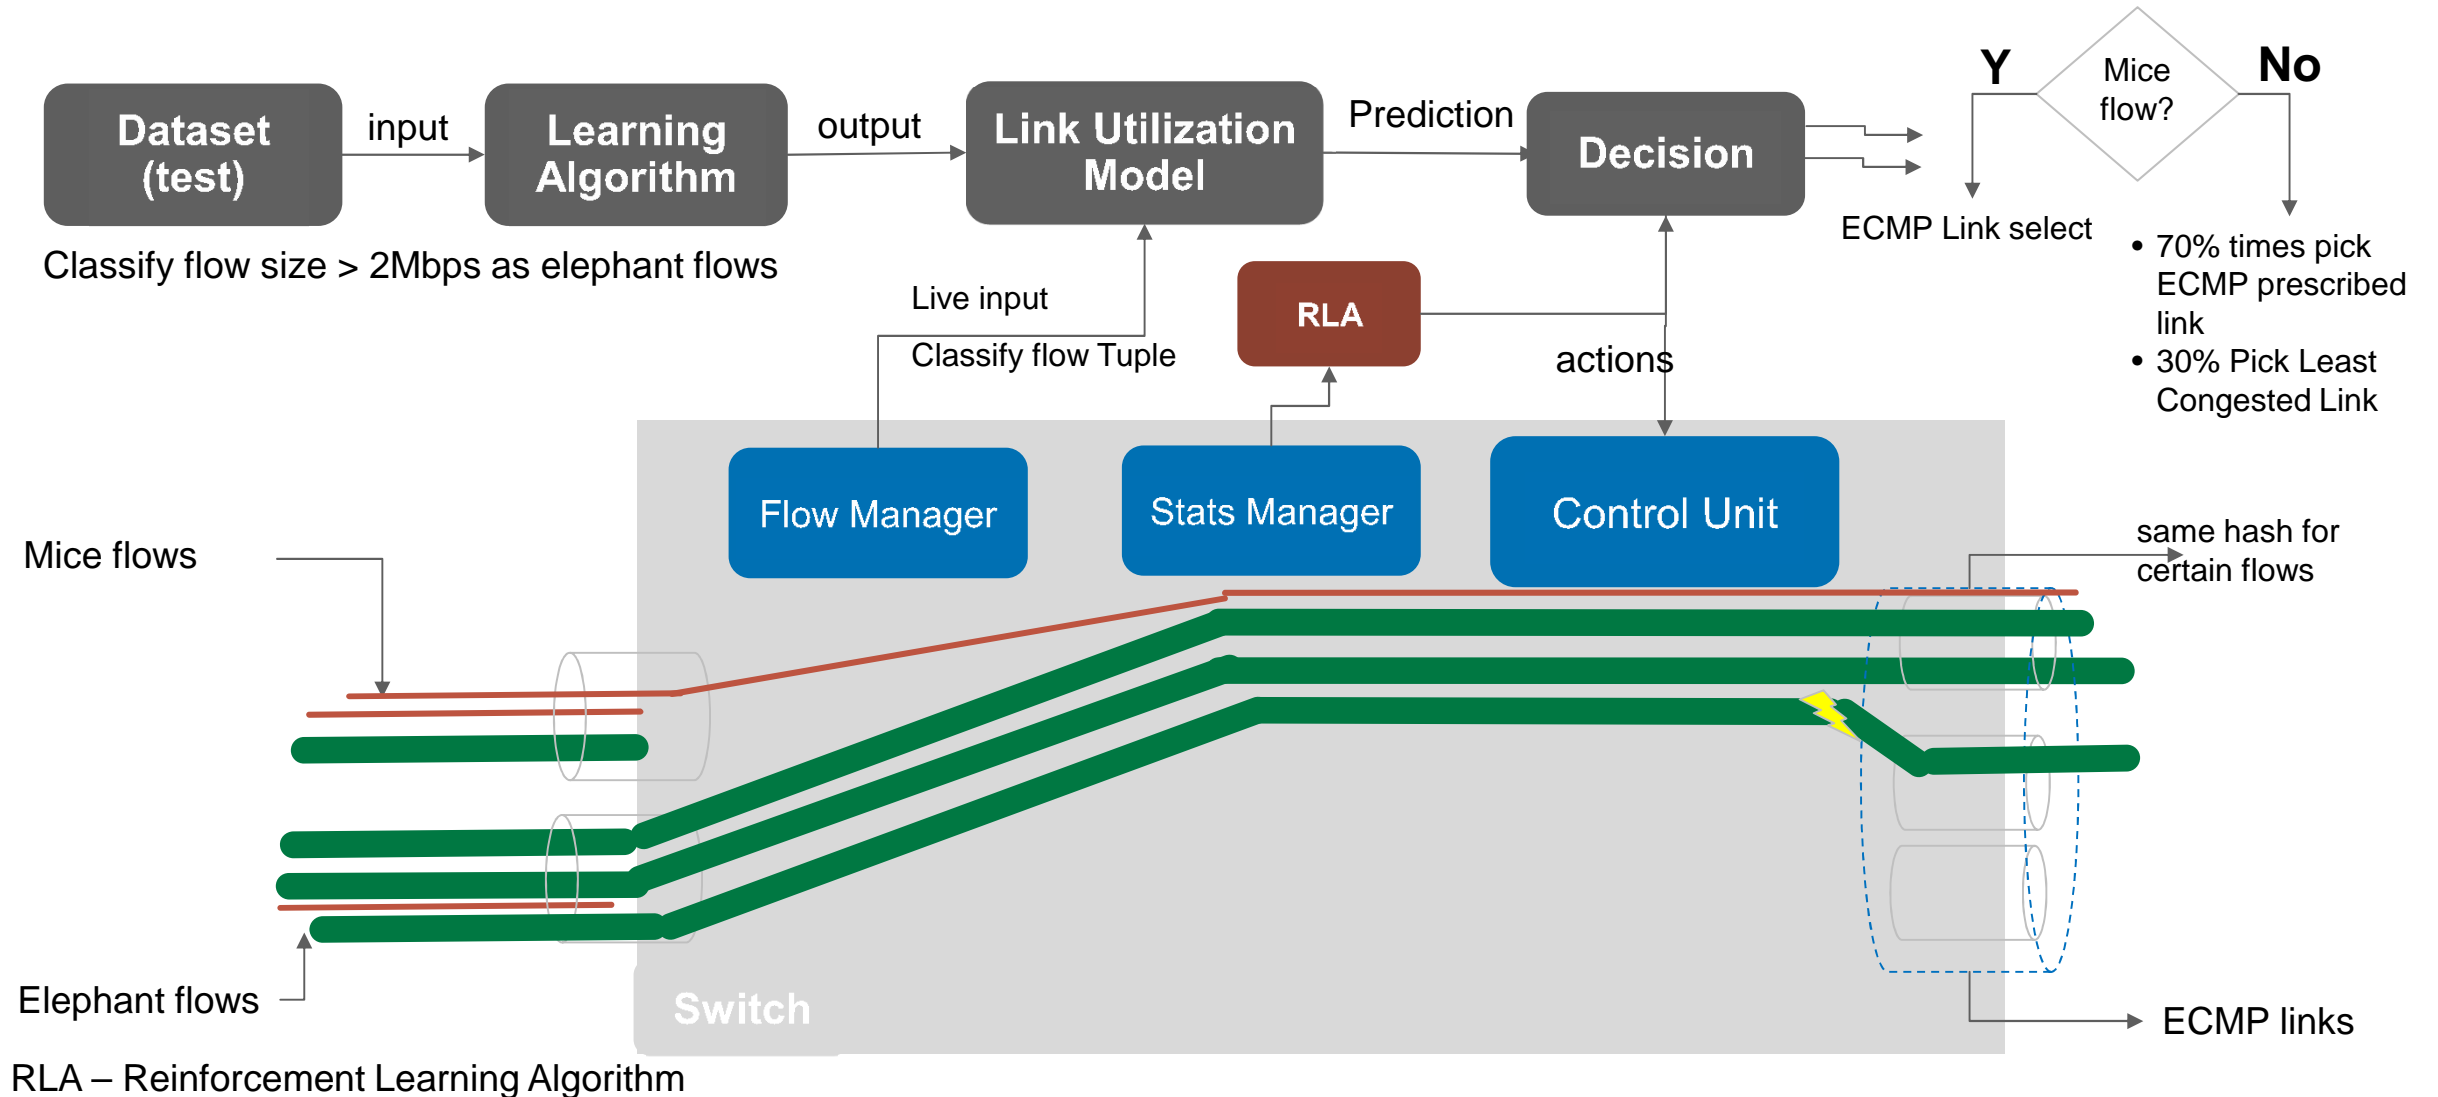 Dataset
(test)
input
Learning
Algorithm
output
Link Utilization
Model
Prediction
Decision
Y
Mice
flow?
No
ECMP Link select
• 70% times pick
ECMP prescribed
link
• 30% Pick Least
Congested Link
Classify flow size > 2Mbps as elephant flows
Live input
Classify flow Tuple
RLA
actions
Flow Manager
Stats Manager
Control Unit
Mice flows
same hash for
certain flows
Elephant flows
Switch
ECMP links
RLA – Reinforcement Learning Algorithm